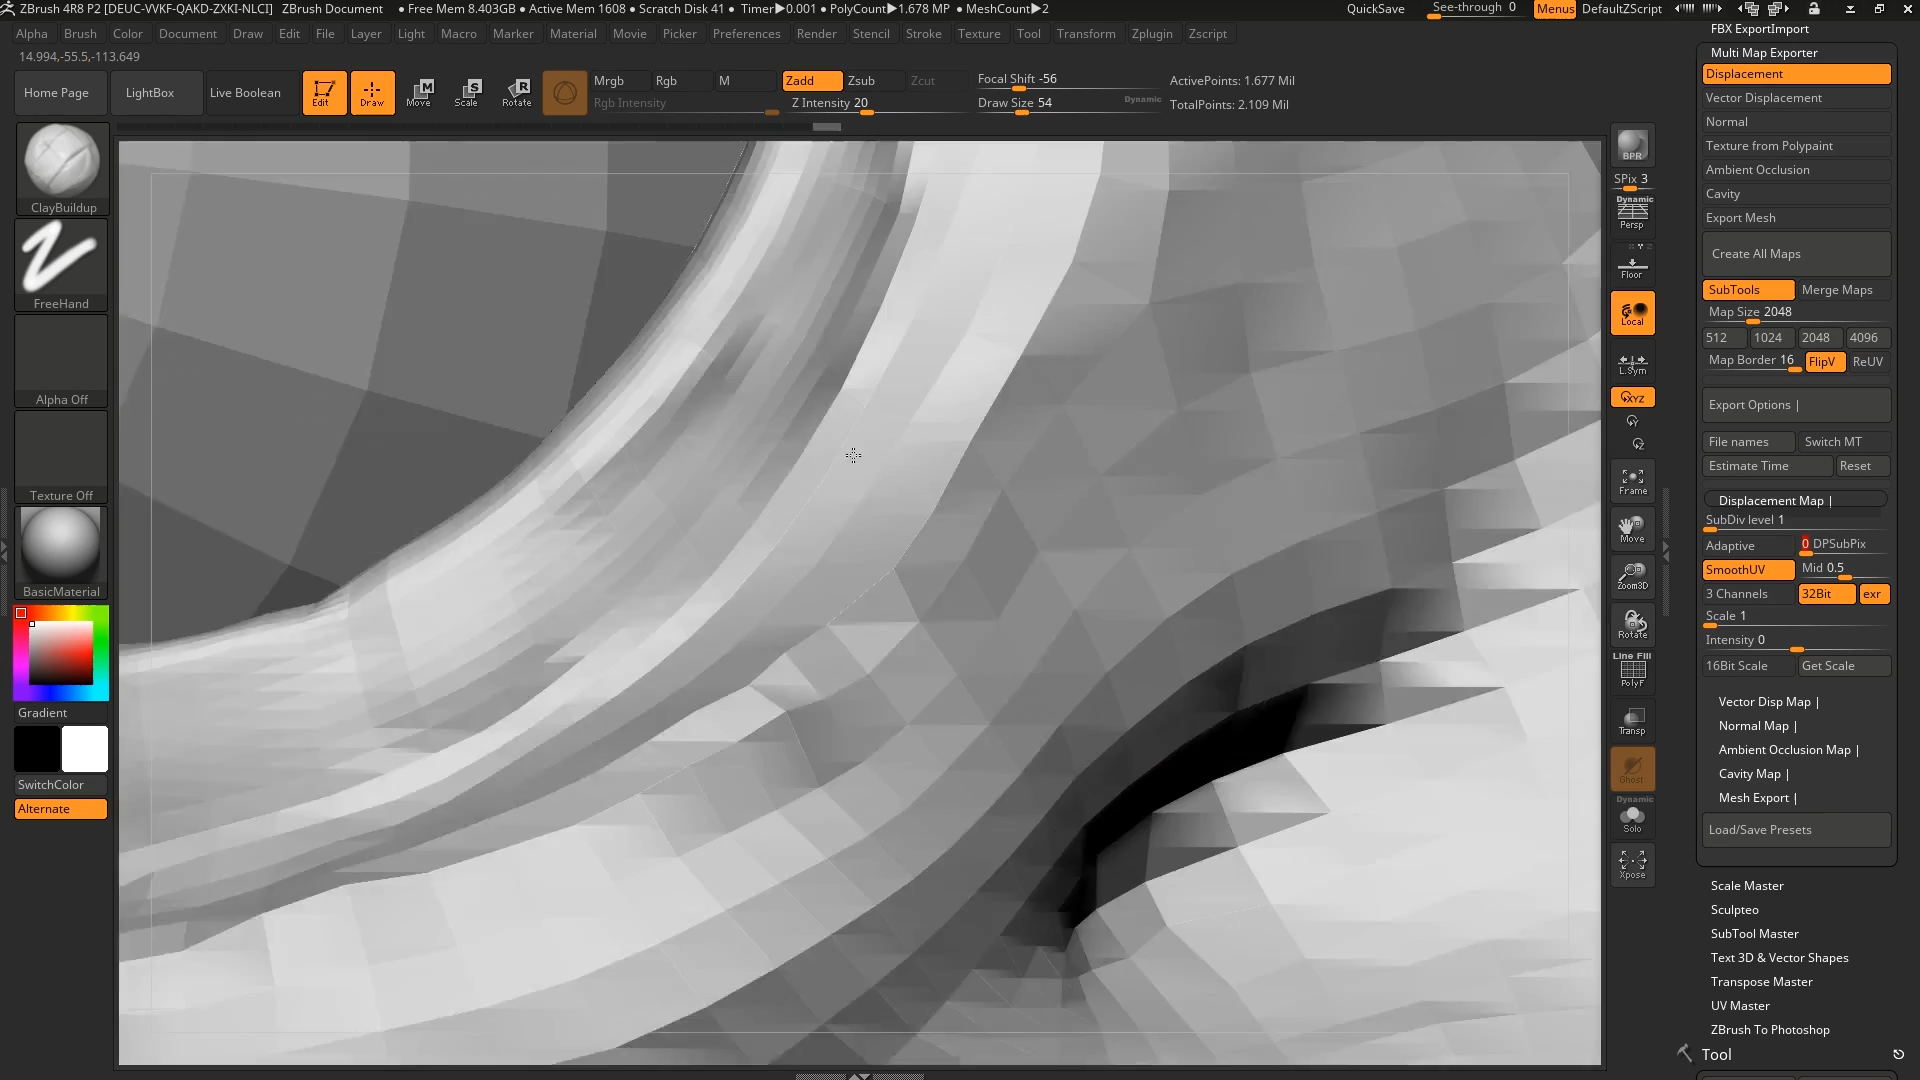 ZBrush 4R8 P2 [DEUC-VVKF-QAKD-ZXKI-NLCI] ZBrush Document • Free Mem 8.403GB • Active Mem 1608 • Scratch Disk 41 • Timer▶0.001 • PolyCount▶1.678 MP • MeshCount▶2 QuickSave See-through 0 Menus DefaultZScript
Alpha Brush Color Document Draw Edit File Layer Light Macro Marker Material Movie Picker Preferences Render Stencil Stroke Texture Tool Transform Zplugin Zscript
14.994,-55.5,-113.649
Home Page LightBox Live Boolean Edit Draw Move Scale Rotate
Mrgb Rgb M Zadd Zsub Zcut Focal Shift -56 ActivePoints: 1.677 Mil
Rgb Intensity Z Intensity 20 Draw Size 54 Dynamic TotalPoints: 2.109 Mil
ClayBuildup
FreeHand
Alpha Off
Texture Off
BasicMaterial
Gradient
SwitchColor
Alternate
BPR
SPix 3
Dynamic
Persp
Floor
Local
L.Sym
XYZ
Y
Z
Frame
Move
Zoom3D
Rotate
Line Fill
PolyF
Transp
Ghost
Dynamic
Solo
Xpose
FBX ExportImport
Multi Map Exporter
Displacement
Vector Displacement
Normal
Texture from Polypaint
Ambient Occlusion
Cavity
Export Mesh
Create All Maps
SubTools Merge Maps
Map Size 2048
512 1024 2048 4096
Map Border 16 FlipV ReUV
Export Options |
File names Switch MT
Estimate Time Reset
Displacement Map |
SubDiv level 1
Adaptive 0 DPSubPix
SmoothUV Mid 0.5
3 Channels 32Bit exr
Scale 1
Intensity 0
16Bit Scale Get Scale
Vector Disp Map |
Normal Map |
Ambient Occlusion Map |
Cavity Map |
Mesh Export |
Load/Save Presets
Scale Master
Sculpteo
SubTool Master
Text 3D & Vector Shapes
Transpose Master
UV Master
ZBrush To Photoshop
Tool